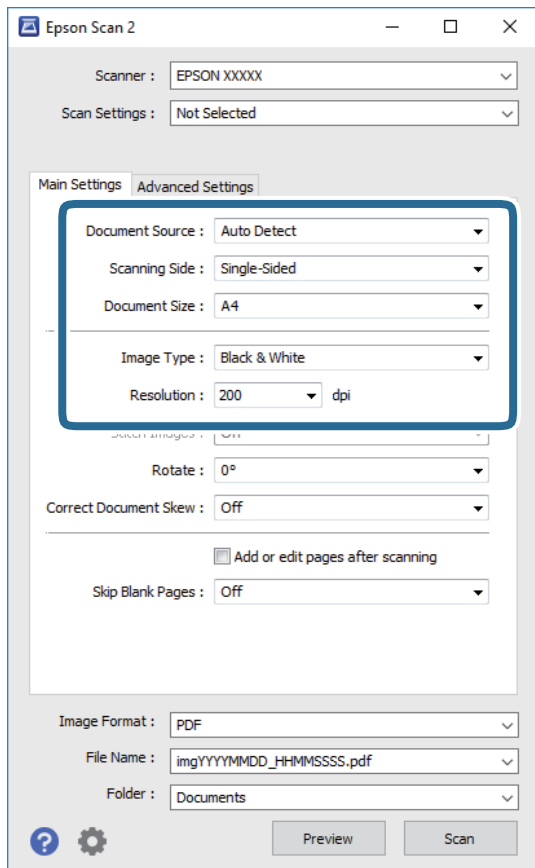 Epson Scan 2
Scanner : EPSON XXXXX
Scan Settings : Not Selected
Main Settings Advanced Settings
Document Source : Auto Detect
Scanning Side : Single-Sided
Document Size : A4
Image Type : Black & White
Resolution : 200 dpi
Stitch Images : Off
Rotate : 0°
Correct Document Skew : Off
Add or edit pages after scanning
Skip Blank Pages : Off
Image Format : PDF
File Name : imgYYYYMMDD_HHMMSSSS.pdf
Folder : Documents
Preview Scan